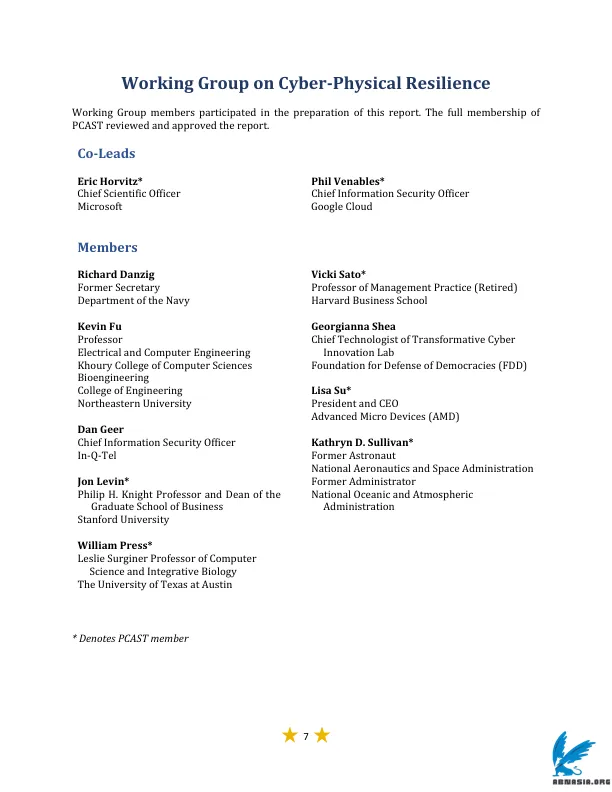 Working Group on Cyber-Physical Resilience
Working Group members participated in the preparation of this report. The full membership of
PCAST reviewed and approved the report.
Co-Leads
Eric Horvitz*
Chief Scientific Officer
Microsoft
Phil Venables*
Chief Information Security Officer
Google Cloud
Members
Richard Danzig
Former Secretary
Department of the Navy
Kevin Fu
Professor
Electrical and Computer Engineering
Khoury College of Computer Sciences
Bioengineering
College of Engineering
Northeastern University
Dan Geer
Chief Information Security Officer
In-Q-Tel
Jon Levin*
Philip H. Knight Professor and Dean of the
Graduate School of Business
Stanford University
William Press*
Leslie Surginer Professor of Computer
Science and Integrative Biology
The University of Texas at Austin
Vicki Sato*
Professor of Management Practice (Retired)
Harvard Business School
Georgianna Shea
Chief Technologist of Transformative Cyber
Innovation Lab
Foundation for Defense of Democracies (FDD)
Lisa Su*
President and CEO
Advanced Micro Devices (AMD)
Kathryn D. Sullivan*
Former Astronaut
National Aeronautics and Space Administration
Former Administrator
National Oceanic and Atmospheric
Administration
* Denotes PCAST member
7
ABNASIA.ORG